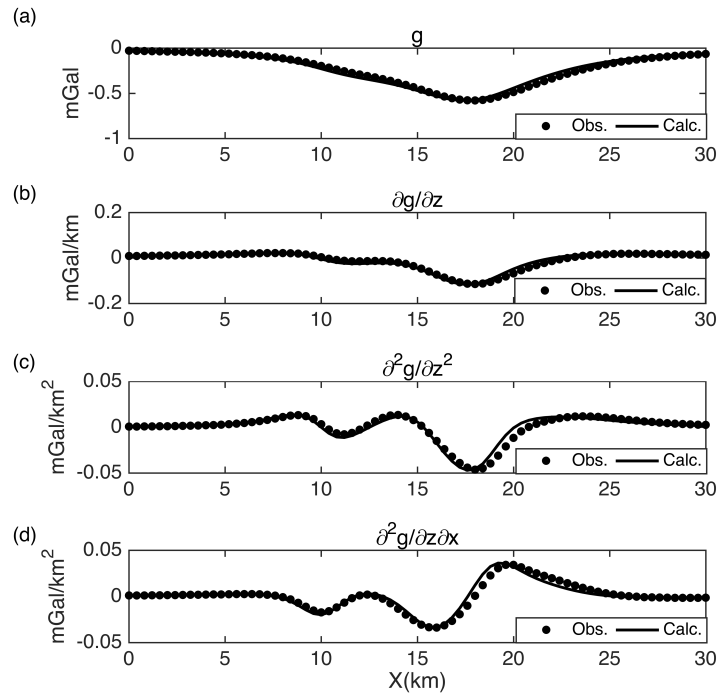 (a)
g
0
-0.5
-1
mGal
Obs.
Calc.
0 5 10 15 20 25 30
(b)
∂g/∂z
0.2
0
-0.2
mGal/km
Obs.
Calc.
0 5 10 15 20 25 30
(c)
∂²g/∂z²
0.05
0
-0.05
mGal/km²
Obs.
Calc.
0 5 10 15 20 25 30
(d)
∂²g/∂z∂x
0.05
0
-0.05
mGal/km²
Obs.
Calc.
0 5 10 15 20 25 30
X(km)